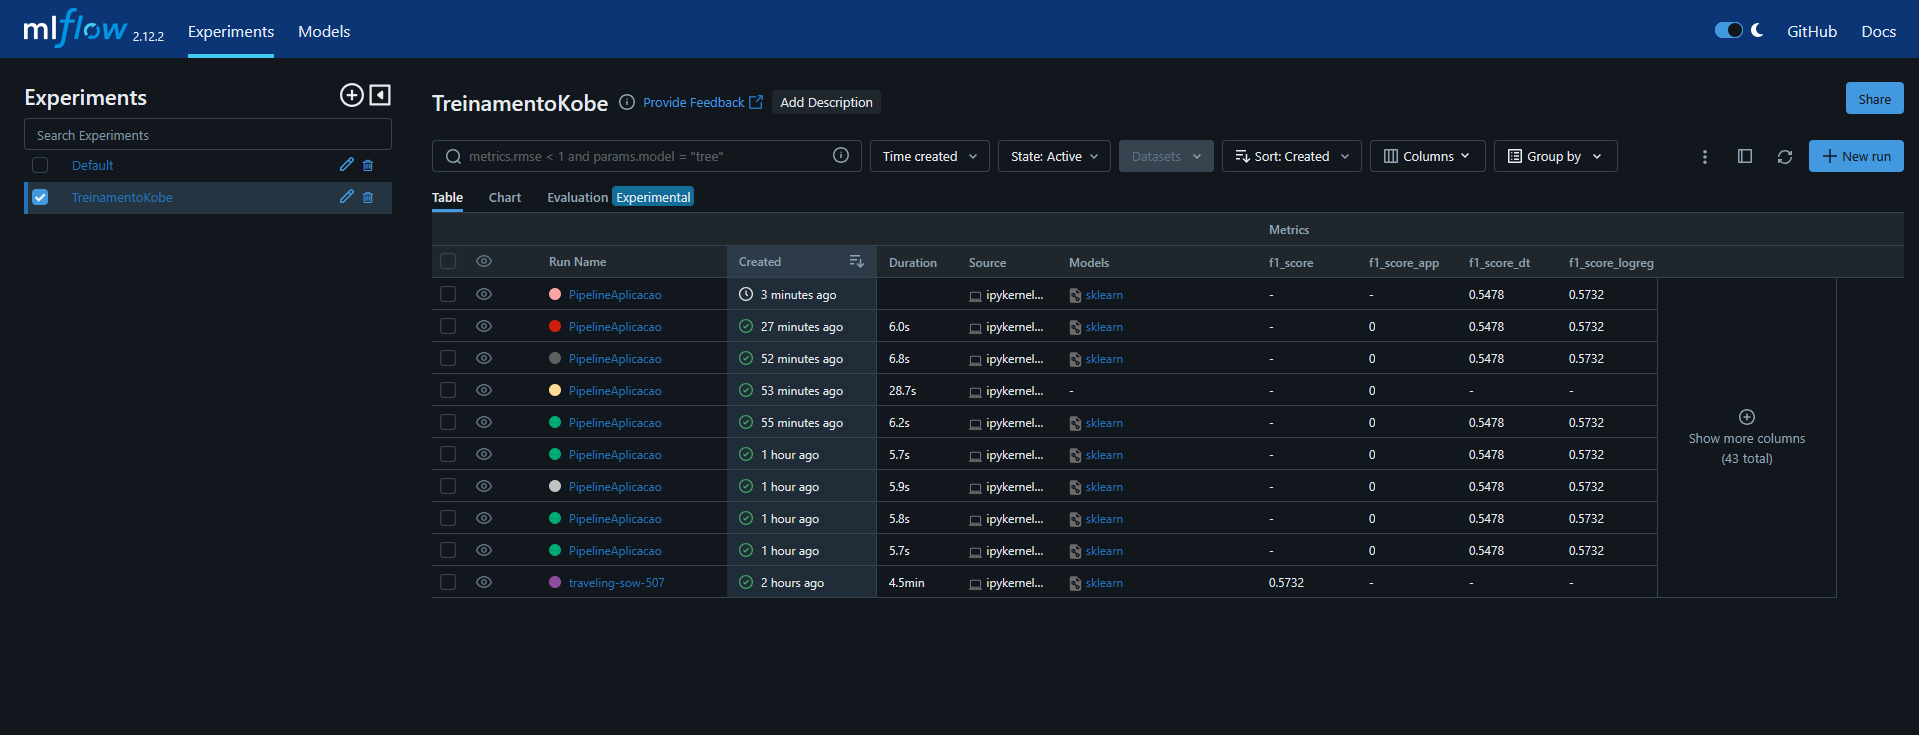 mlflow 2.12.2 Experiments Models GitHub Docs
Experiments
Search Experiments
Default
TreinamentoKobe
TreinamentoKobe Provide Feedback Add Description Share
metrics.rmse < 1 and params.model = "tree" Time created State: Active Datasets Sort: Created Columns Group by New run
Table Chart Evaluation Experimental
Metrics
Run Name Created Duration Source Models f1_score f1_score_app f1_score_dt f1_score_logreg
PipelineAplicacao 3 minutes ago ipykernel... sklearn - - 0.5478 0.5732
PipelineAplicacao 27 minutes ago 6.0s ipykernel... sklearn - 0 0.5478 0.5732
PipelineAplicacao 52 minutes ago 6.8s ipykernel... sklearn - 0 0.5478 0.5732
PipelineAplicacao 53 minutes ago 28.7s ipykernel... - - 0 - -
PipelineAplicacao 55 minutes ago 6.2s ipykernel... sklearn - 0 0.5478 0.5732
PipelineAplicacao 1 hour ago 5.7s ipykernel... sklearn - 0 0.5478 0.5732
PipelineAplicacao 1 hour ago 5.9s ipykernel... sklearn - 0 0.5478 0.5732
PipelineAplicacao 1 hour ago 5.8s ipykernel... sklearn - 0 0.5478 0.5732
PipelineAplicacao 1 hour ago 5.7s ipykernel... sklearn - 0 0.5478 0.5732
traveling-sow-507 2 hours ago 4.5min ipykernel... sklearn 0.5732 - - -
Show more columns
(43 total)